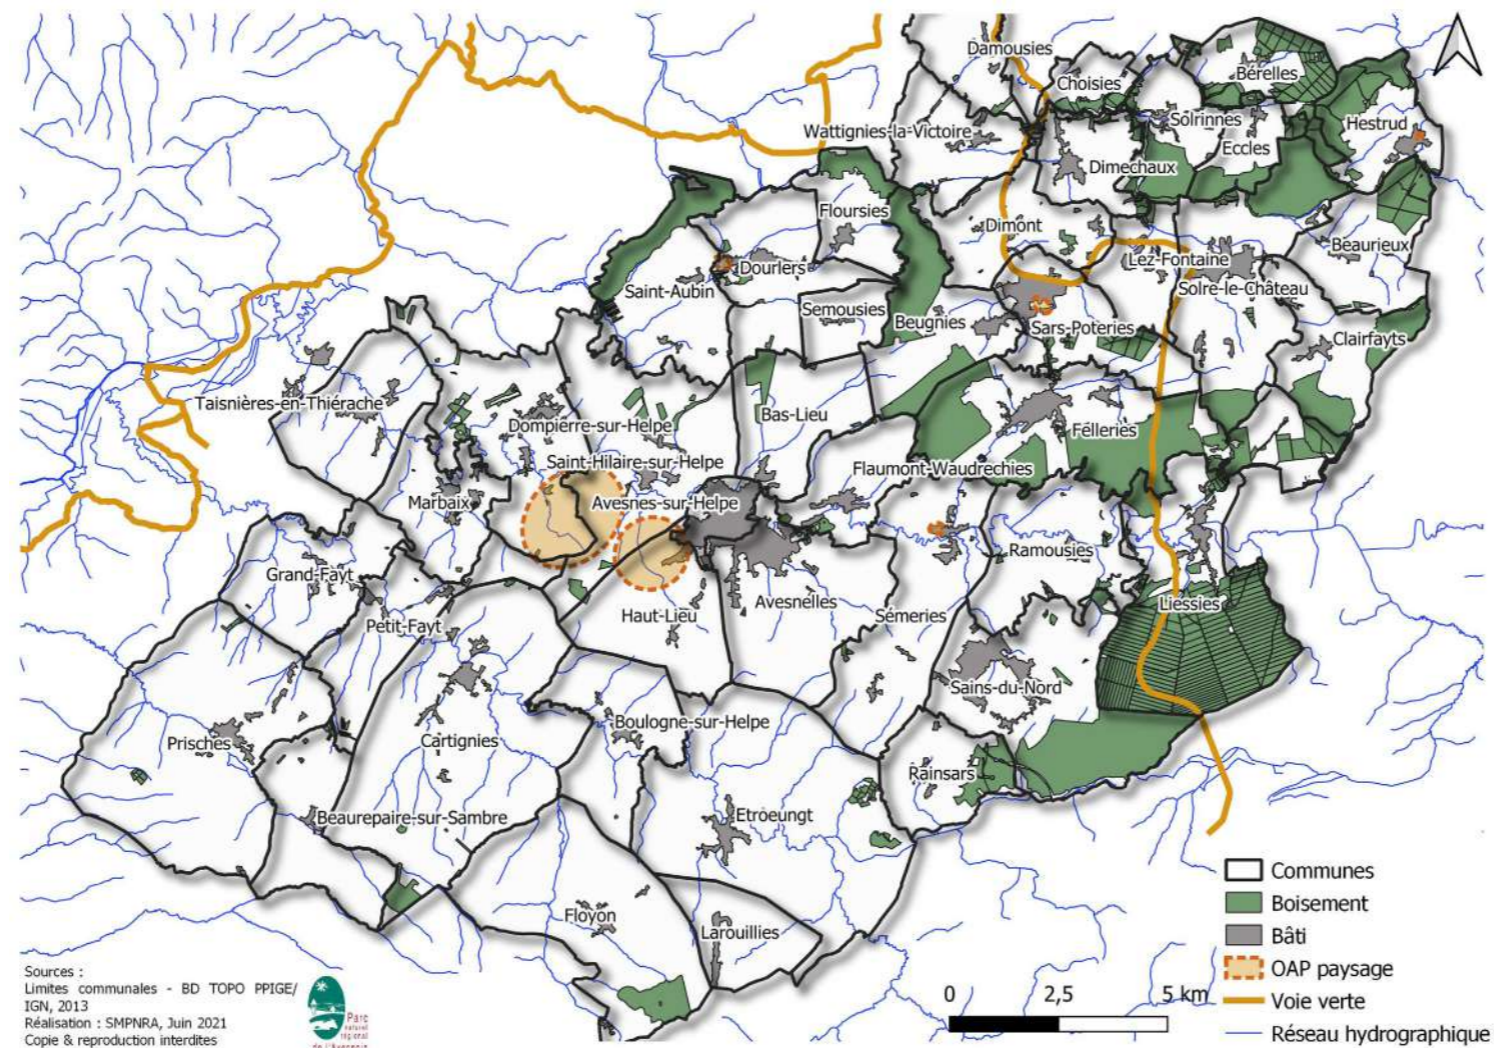 Damousies
Choisies
Bérelles
Wattignies-la-Victoire
Solrinnes
Hestrud
Eccles
Dimechaux
Floursies
Dimont
Beaurieux
Lez-Fontaine
Dourlers
Saint-Aubin
Solre-le-Château
Semousies
Beugnies
Sars-Poteries
Clairfayts
Taisnières-en-Thiérache
Bas-Lieu
Dompierre-sur-Helpe
Felleries
Saint-Hilaire-sur-Helpe
Flaumont-Waudrechies
Marbaix
Avesnes-sur-Helpe
Ramousies
Grand-Fayt
Avesnelles
Liessies
Haut-Lieu
Sémeries
Petit-Fayt
Sains-du-Nord
Boulogne-sur-Helpe
Prisches
Cartignies
Rainsars
Beaurepaire-sur-Sambre
Etroeungt
Floyon
Larouillies
Communes
Boisement
Bâti
OAP paysage
Voie verte
Réseau hydrographique
0 2,5 5 km
Sources :
Limites communales - BD TOPO PPIGE/
IGN, 2013
Réalisation : SMPNRA, Juin 2021
Copie & reproduction interdites
Parc
naturel
régional
de l'Avesnois